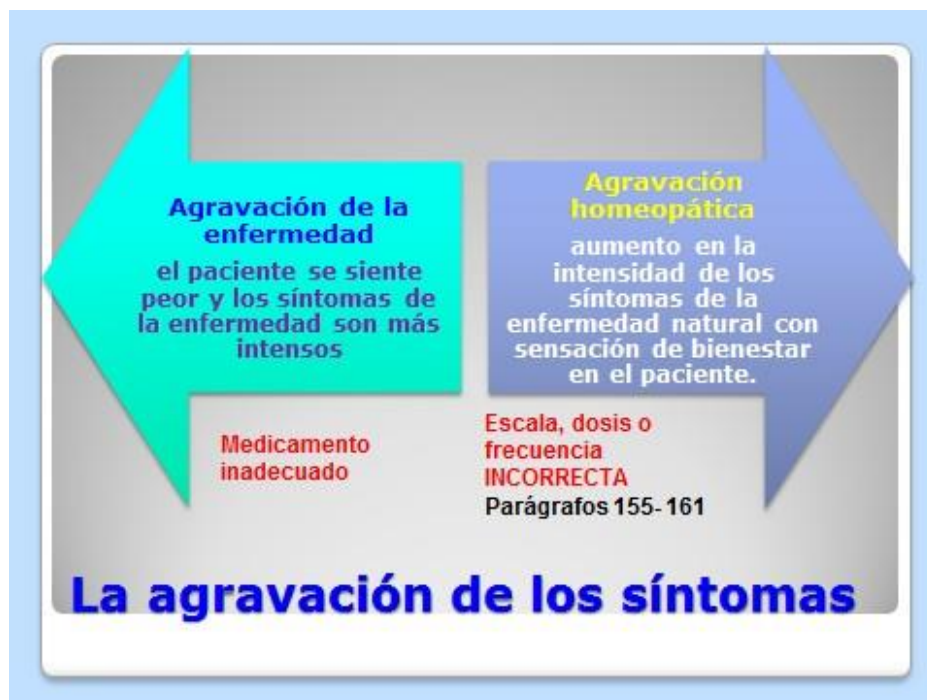 Agravación de la
enfermedad
el paciente se siente
peor y los síntomas de
la enfermedad son más
intensos
Medicamento
inadecuado
Agravación
homeopática
aumento en la
intensidad de los
síntomas de la
enfermedad natural con
sensación de bienestar
en el paciente.
Escala, dosis o
frecuencia
INCORRECTA
Parágrafos 155- 161
La agravación de los síntomas